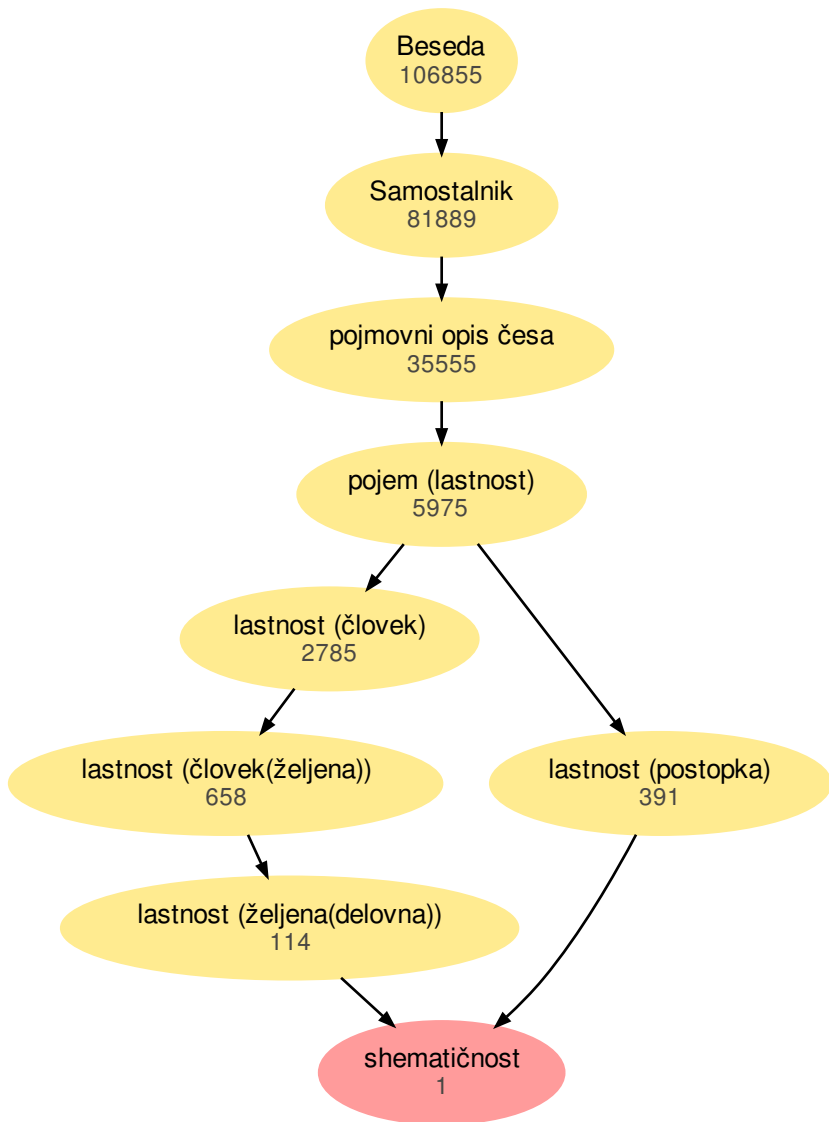 Beseda
106855
Samostalnik
81889
pojmovni opis česa
35555
pojem (lastnost)
5975
lastnost (človek)
2785
lastnost (človek(željena))
658
lastnost (postopka)
391
lastnost (željena(delovna))
114
shematičnost
1